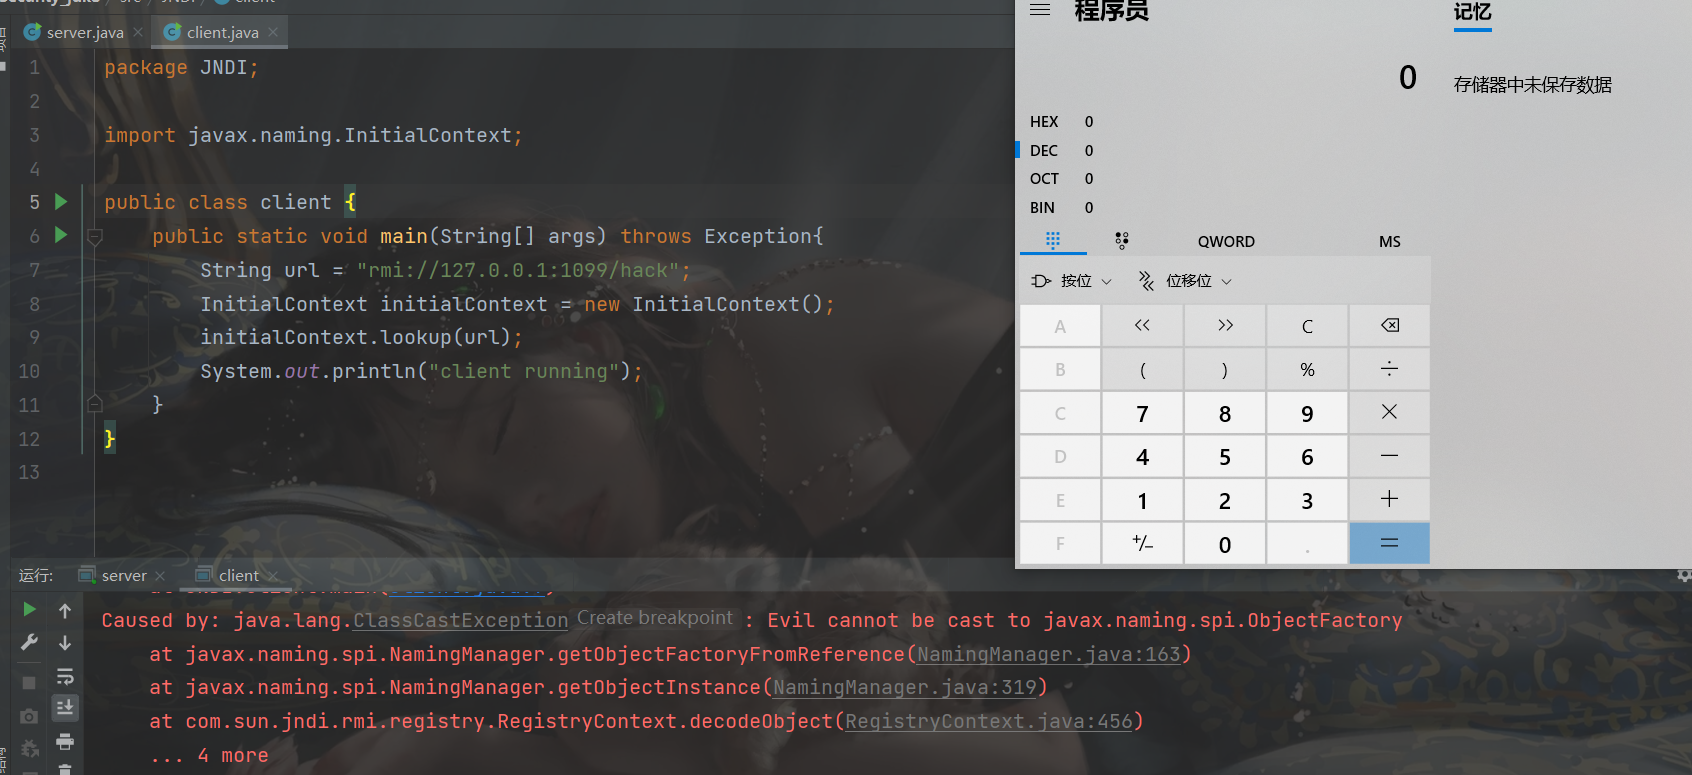 server.java
client.java
1 package JNDI;
2
3 import javax.naming.InitialContext;
4
5 public class client {
6 public static void main(String[] args) throws Exception{
7 String url = "rmi://127.0.0.1:1099/hack";
8 InitialContext initialContext = new InitialContext();
9 initialContext.lookup(url);
10 System.out.println("client running");
11 }
12 }
13
程序员
记忆
0
存储器中未保存数据
HEX 0
DEC 0
OCT 0
BIN 0
QWORD MS
按位 位移位
A << >> C
B ( ) % ÷
C 7 8 9 ×
D 4 5 6 −
E 1 2 3 +
F +/− 0 . =
运行: server client
Caused by: java.lang.ClassCastException Create breakpoint : Evil cannot be cast to javax.naming.spi.ObjectFactory
at javax.naming.spi.NamingManager.getObjectFactoryFromReference(NamingManager.java:163)
at javax.naming.spi.NamingManager.getObjectInstance(NamingManager.java:319)
at com.sun.jndi.rmi.registry.RegistryContext.decodeObject(RegistryContext.java:456)
... 4 more